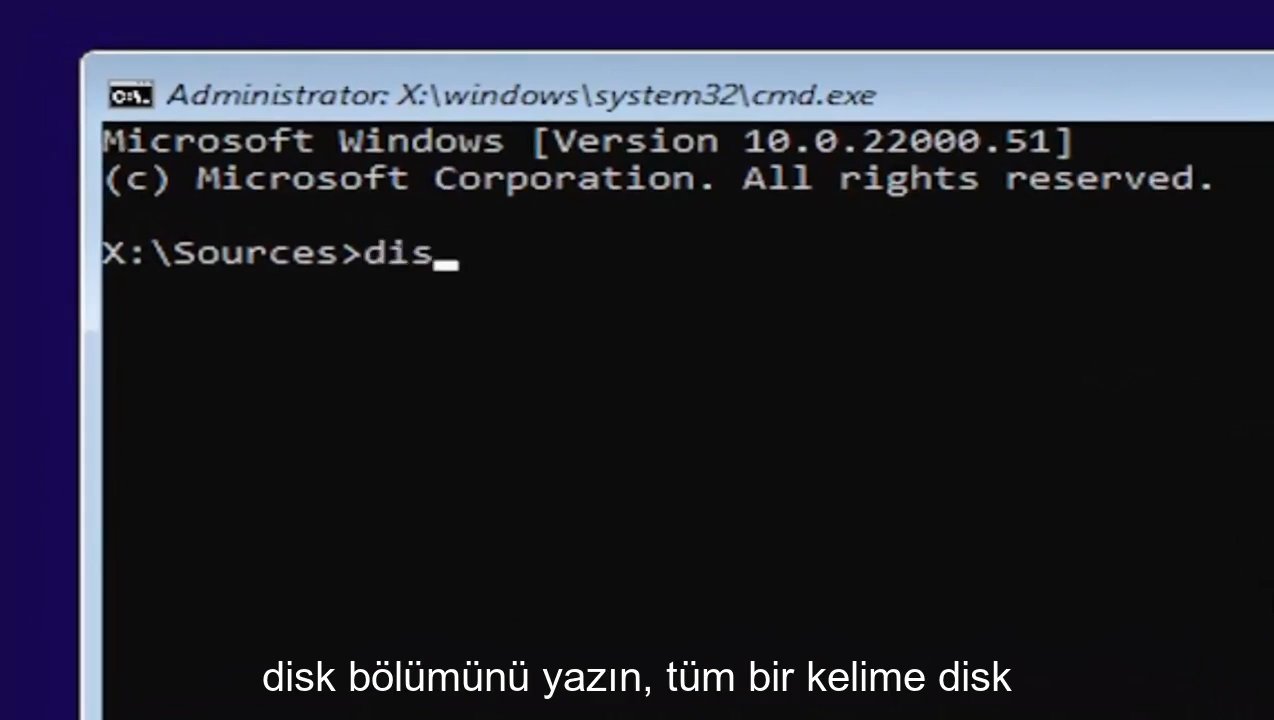 Administrator: X:\windows\system32\cmd.exe
Microsoft Windows [Version 10.0.22000.51]
(c) Microsoft Corporation. All rights reserved.
X:\Sources>dis_
disk bölümünü yazın, tüm bir kelime disk